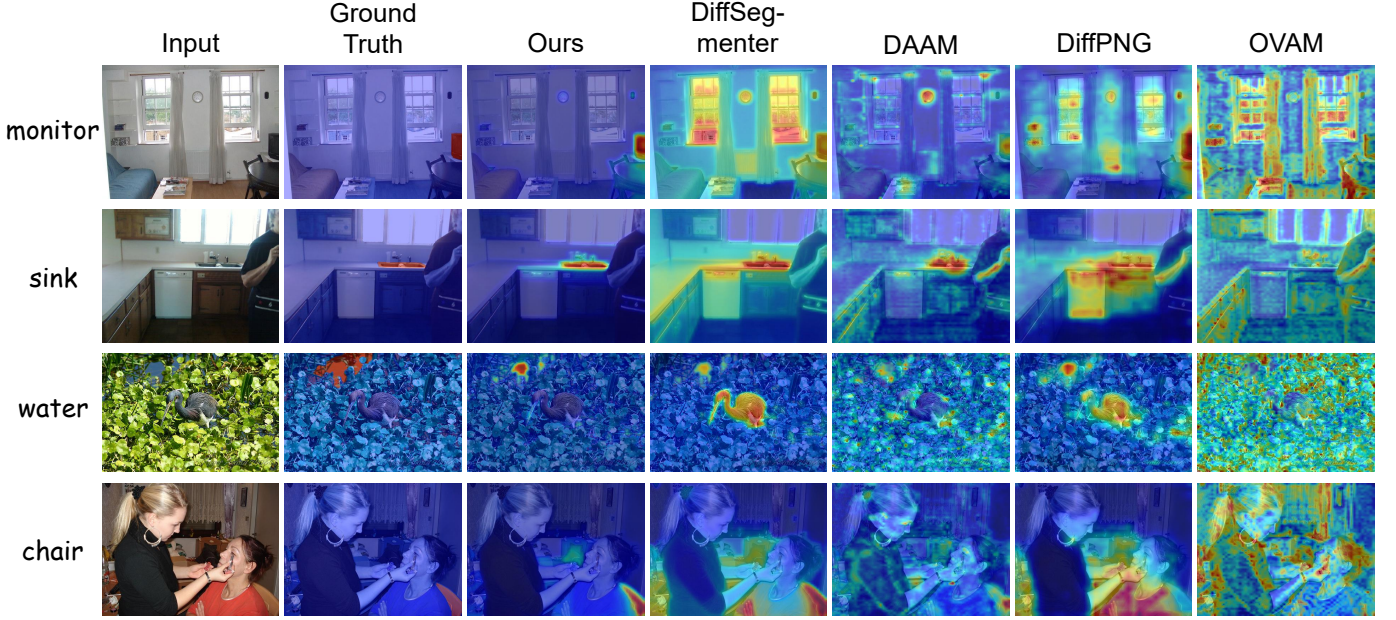 Input
Ground
Truth
Ours
DiffSeg-
menter
DAAM
DiffPNG
OVAM
monitor
sink
water
chair